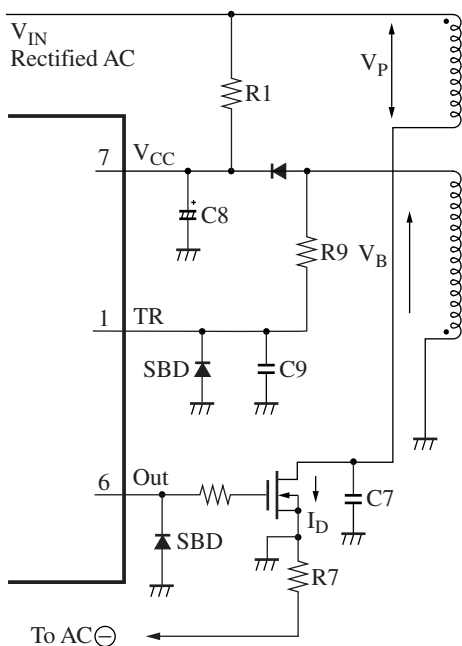 V_IN
Rectified AC
V_P
R1
7
V_CC
C8
R9
V_B
1
TR
SBD
C9
6
Out
C7
I_D
SBD
R7
To AC⊖